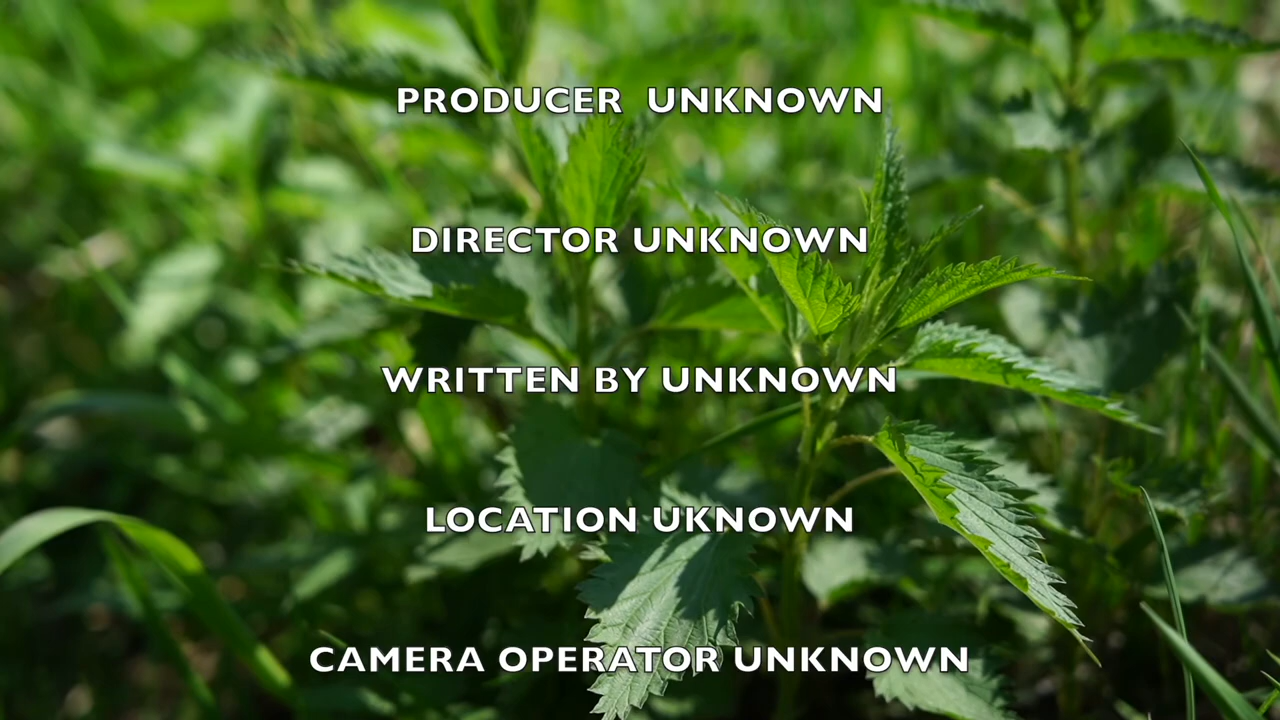 PRODUCER  UNKNOWN
DIRECTOR UNKNOWN
WRITTEN BY UNKNOWN
LOCATION UKNOWN
CAMERA OPERATOR UNKNOWN